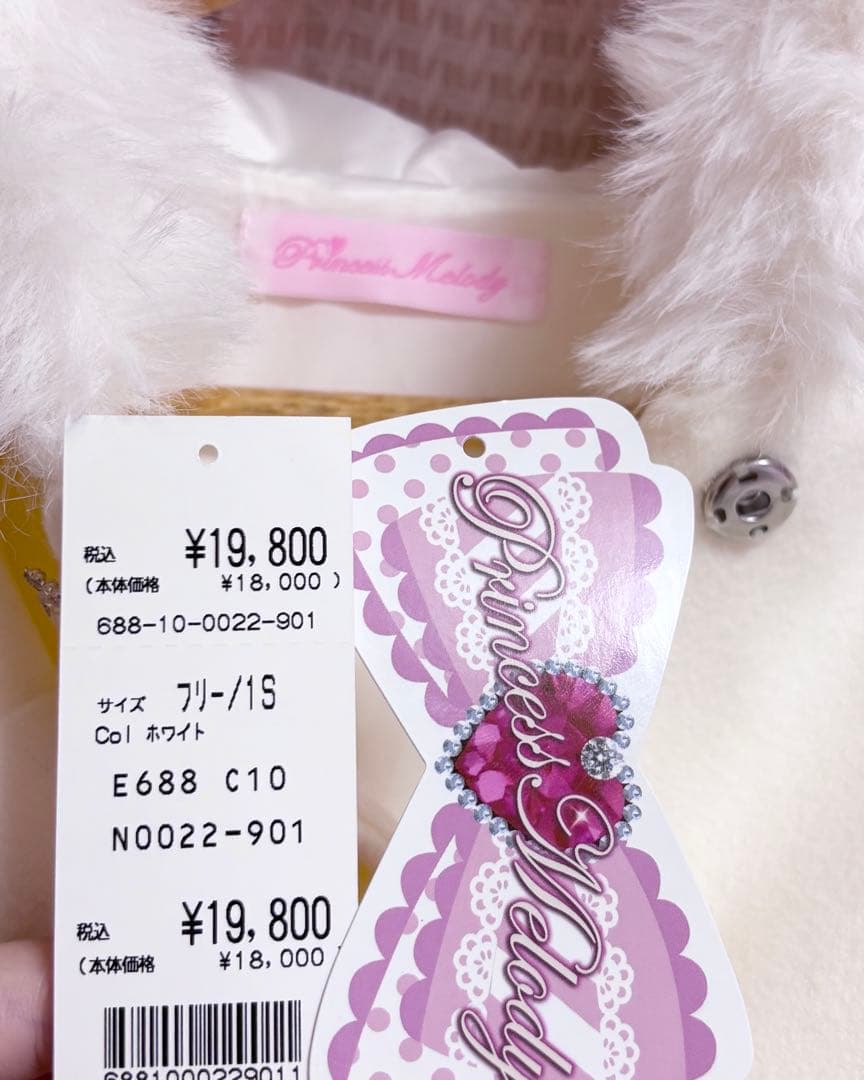 Princess Melody
税込 ¥19,800
(本体価格 ¥18,000 )
688-10-0022-901
サイズ フリー/1S
Col ホワイト
E688 C10
N0022-901
税込 ¥19,800
(本体価格 ¥18,000 )
6881000229011
Princess Melody